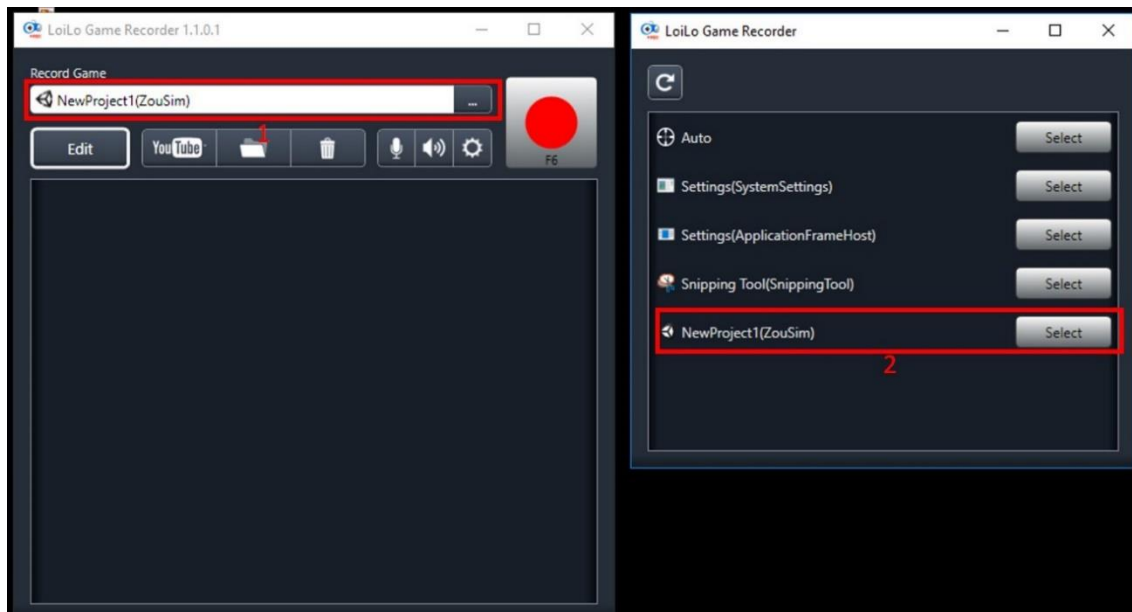 LoiLo Game Recorder 1.1.0.1
Record Game
NewProject1(ZouSim)
...
1
Edit
YouTube
F6
LoiLo Game Recorder
Auto
Select
Settings(SystemSettings)
Select
Settings(ApplicationFrameHost)
Select
Snipping Tool(SnippingTool)
Select
NewProject1(ZouSim)
Select
2